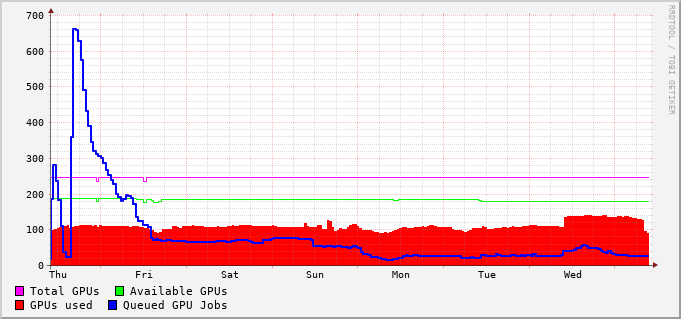 700
600
500
400
300
200
100
0
Thu Fri Sat Sun Mon Tue Wed
Total GPUs Available GPUs
GPUs used Queued GPU Jobs
RRDTOOL / TOBI OETIKER